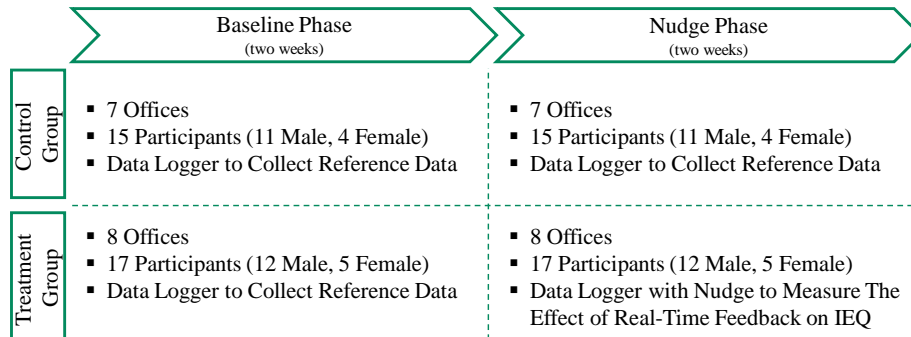 Baseline Phase
(two weeks)
Nudge Phase
(two weeks)
Control
Group
▪ 7 Offices
▪ 15 Participants (11 Male, 4 Female)
▪ Data Logger to Collect Reference Data
▪ 7 Offices
▪ 15 Participants (11 Male, 4 Female)
▪ Data Logger to Collect Reference Data
Treatment
Group
▪ 8 Offices
▪ 17 Participants (12 Male, 5 Female)
▪ Data Logger to Collect Reference Data
▪ 8 Offices
▪ 17 Participants (12 Male, 5 Female)
▪ Data Logger with Nudge to Measure The
Effect of Real-Time Feedback on IEQ